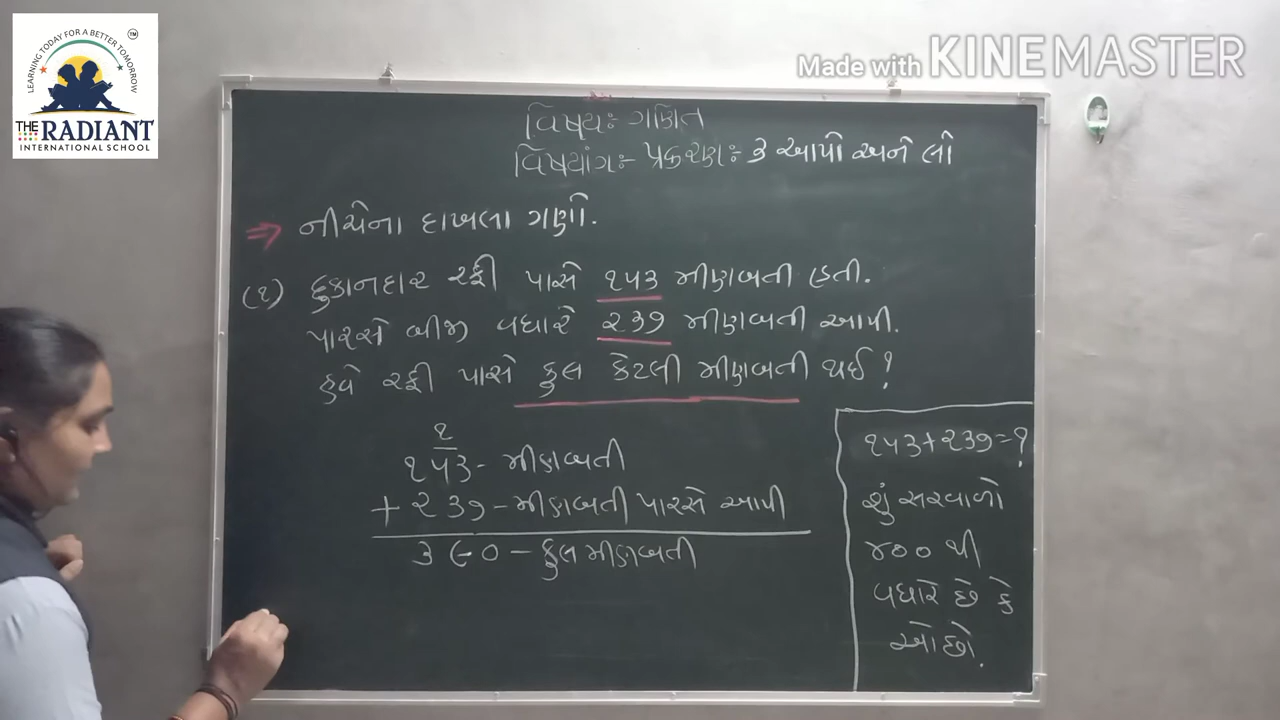 LEARNING TODAY FOR A BETTER TOMORROW
TM
THE RADIANT
INTERNATIONAL SCHOOL
Made with KINEMASTER
વિષયઃ ગણિત
વિષયાંગઃ- પ્રકરણઃ- ૩ આપો અને લો
⇒ નીચેના દાખલા ગણો.
(૧) દુકાનદાર રફી પાસે ૧૫૩ મીણબતી હતી.
પારસે બીજી વધારે ૨૩૭ મીણબતી આપી.
હવે રફી પાસે કુલ કેટલી મીણબતી થઈ?
૧
૧૫૩ - મીણબતી
+ ૨૩૭ - મીણબતી પારસે આપી
૩૯૦ - કુલ મીણબતી
૧૫૩+૨૩૭=?
શું સરવાળો
૪૦૦ થી
વધારે છે કે
ઓછો.